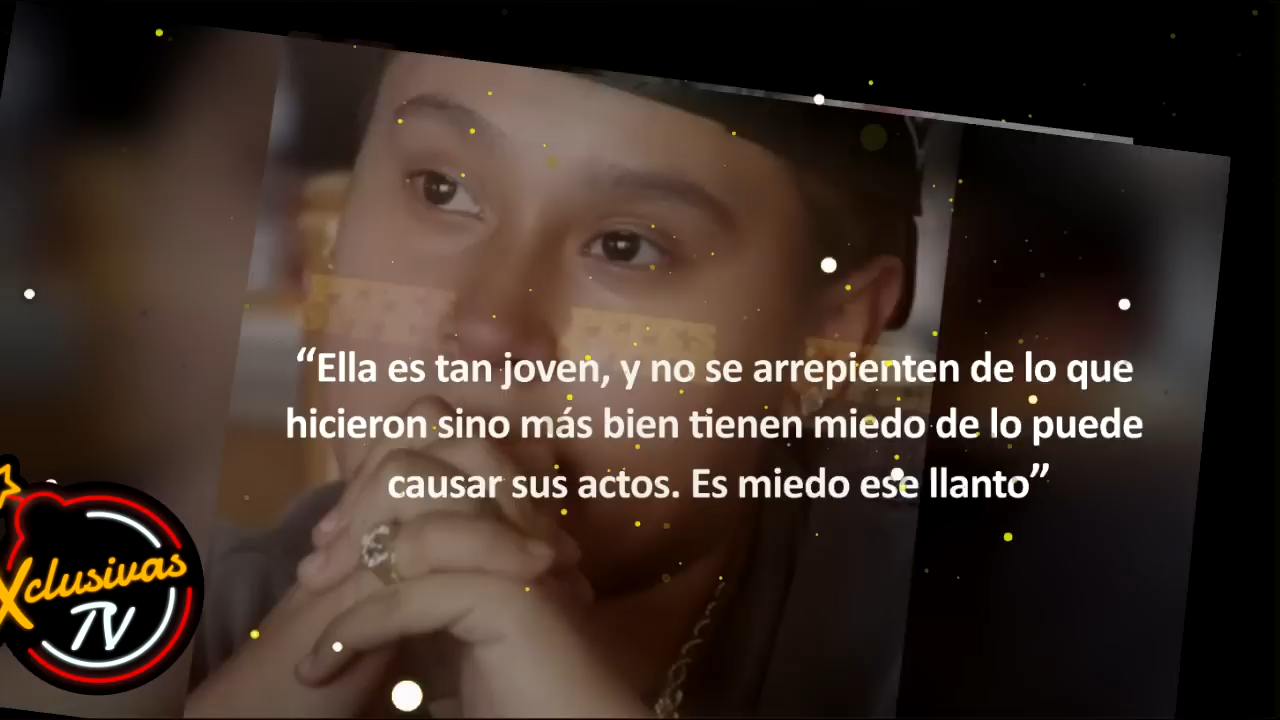 “Ella es tan joven, y no se arrepienten de lo que
hicieron sino más bien tienen miedo de lo puede
causar sus actos. Es miedo ese llanto”
Xclusivas
TV